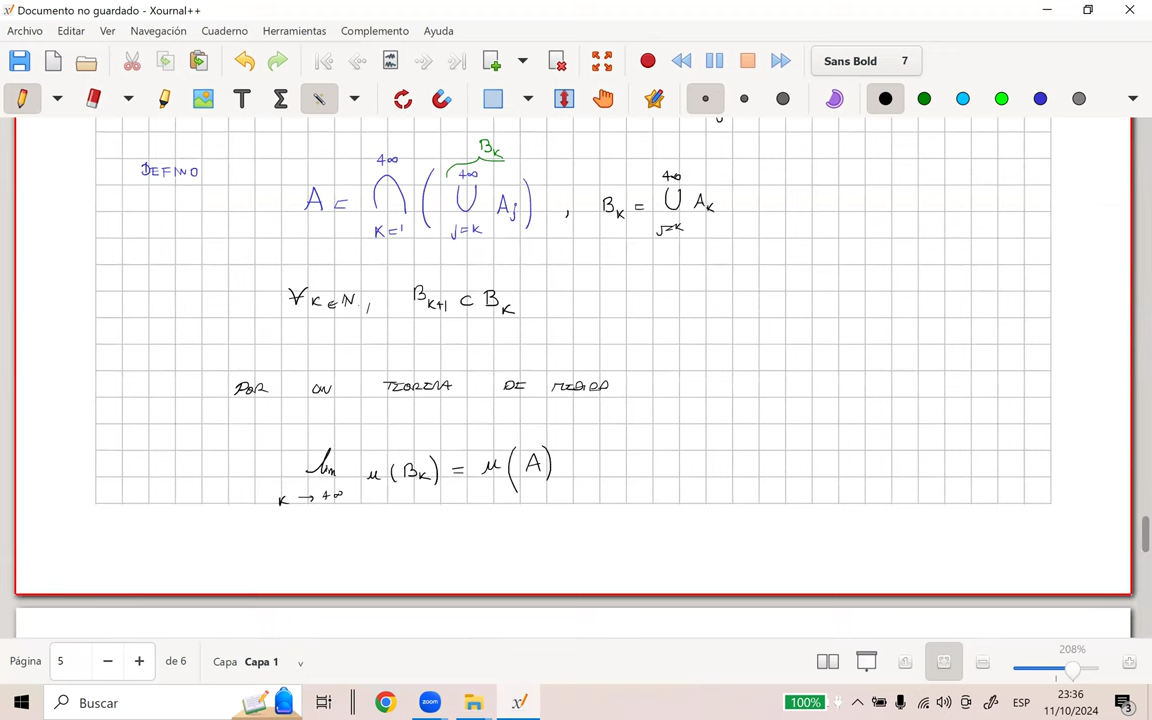 Documento no guardado - Xournal++
Archivo Editar Ver Navegación Cuaderno Herramientas Complemento Ayuda
Sans Bold 7
DEFINO
A = ⋂_{K=1}^{+∞} ( ⋃_{j=K}^{+∞} A_j ) , B_K = ⋃_{j=K}^{+∞} A_K
B_K
∀ K ∈ N, B_{K+1} ⊂ B_K
POR UN TEOREMA DE MEDIDA
lim_{K → +∞} μ(B_K) = μ(A)
Página 5 de 6 Capa Capa 1
208%
Buscar
zoom
100%
ESP
23:36
11/10/2024
3